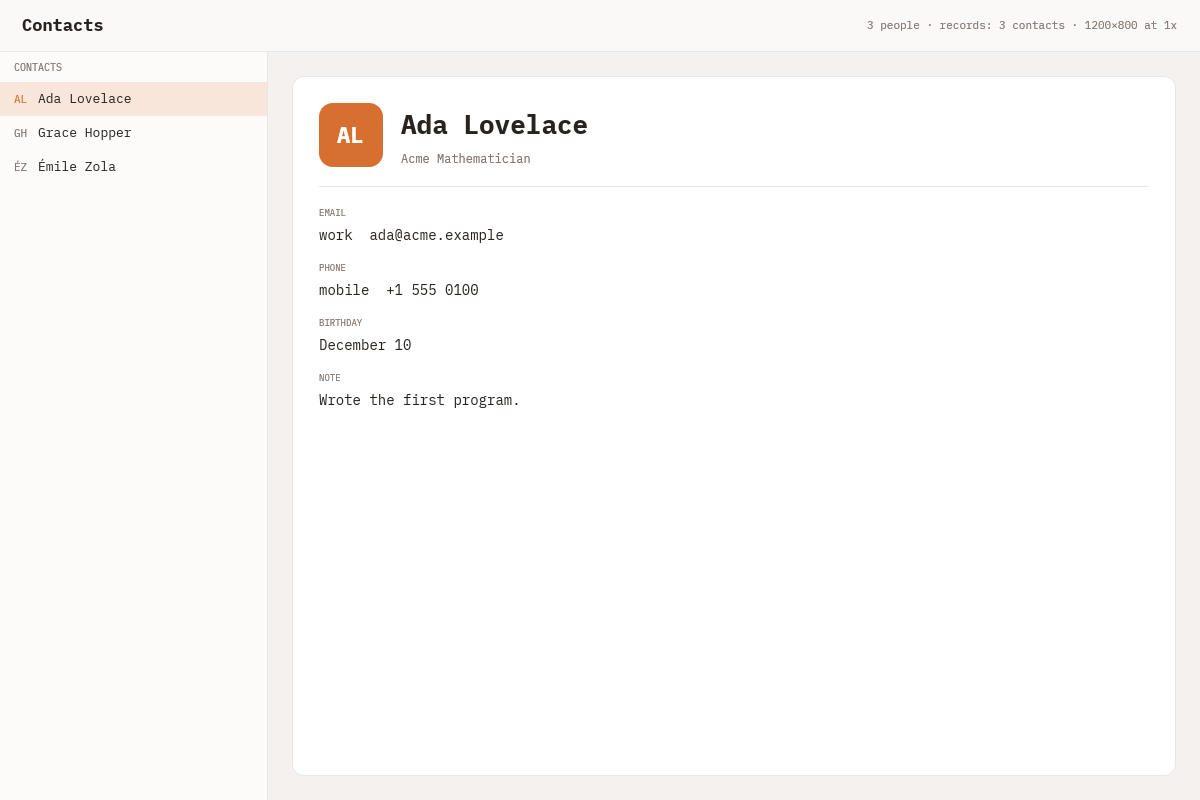 Contacts
3 people · records: 3 contacts · 1200×800 at 1x
CONTACTS
AL Ada Lovelace
GH Grace Hopper
ÉZ Émile Zola
AL
Ada Lovelace
Acme Mathematician
EMAIL
work ada@acme.example
PHONE
mobile +1 555 0100
BIRTHDAY
December 10
NOTE
Wrote the first program.